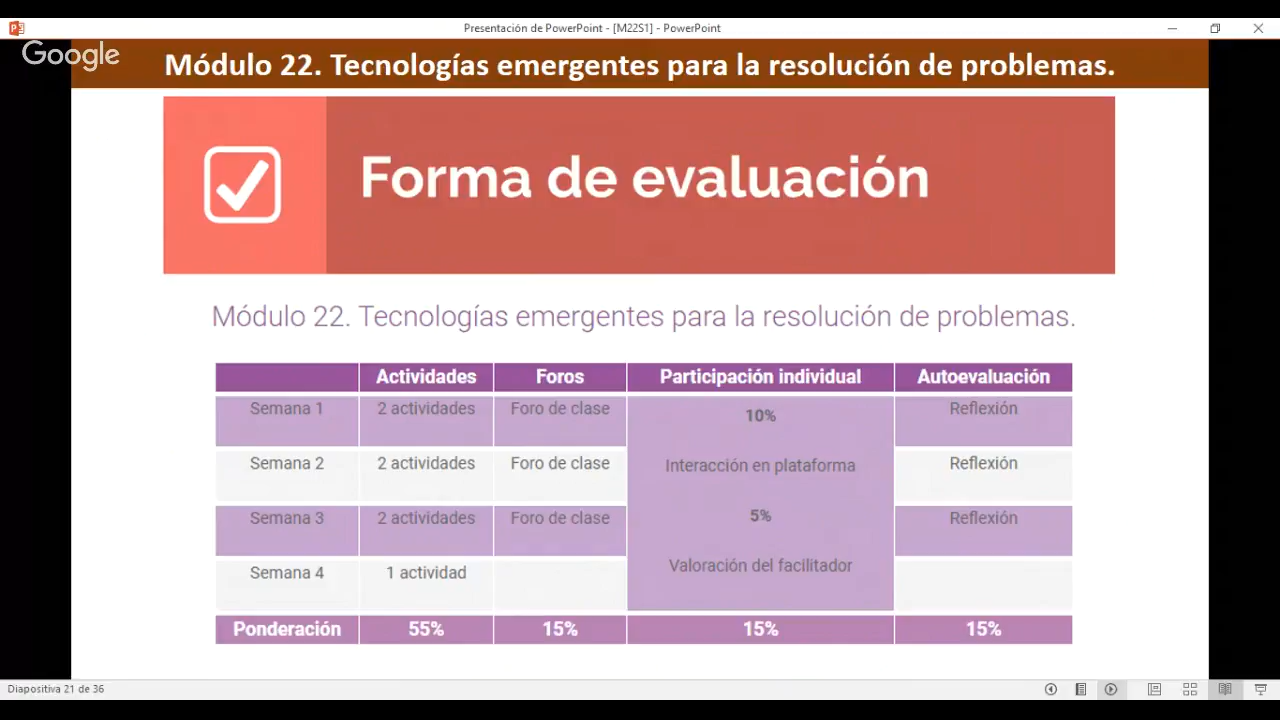 Presentación de PowerPoint - [M22S1] - PowerPoint
Google
Módulo 22. Tecnologías emergentes para la resolución de problemas.
Forma de evaluación
Módulo 22. Tecnologías emergentes para la resolución de problemas.
Actividades Foros Participación individual Autoevaluación
Semana 1 2 actividades Foro de clase 10% Reflexión
Semana 2 2 actividades Foro de clase Interacción en plataforma Reflexión
Semana 3 2 actividades Foro de clase 5% Reflexión
Semana 4 1 actividad Valoración del facilitador
Ponderación 55% 15% 15% 15%
Diapositiva 21 de 36